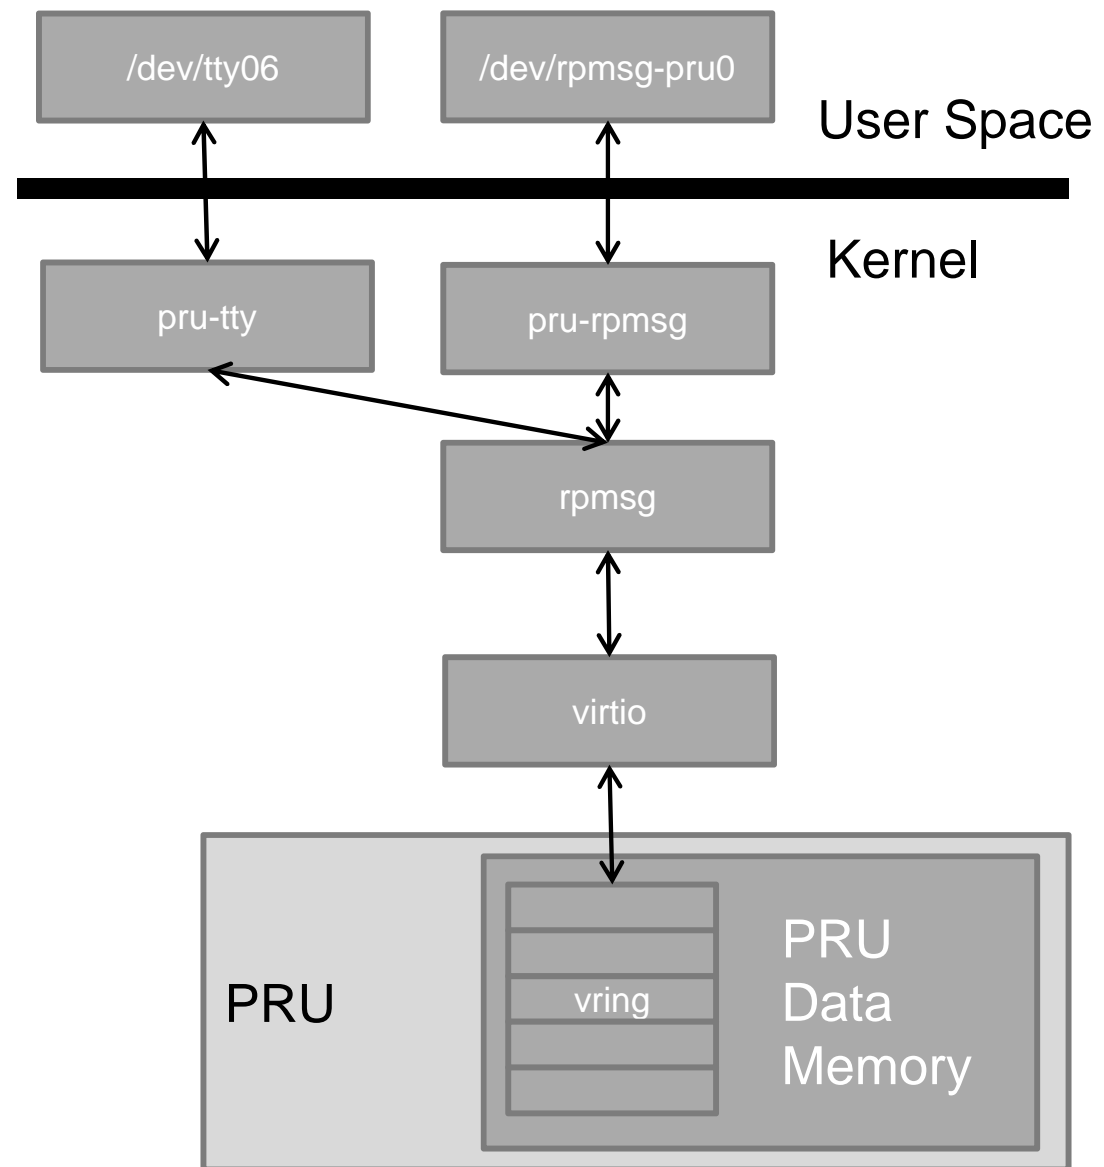 /dev/tty06
/dev/rpmsg-pru0
User Space
Kernel
pru-tty
pru-rpmsg
rpmsg
virtio
PRU
vring
PRU
Data
Memory